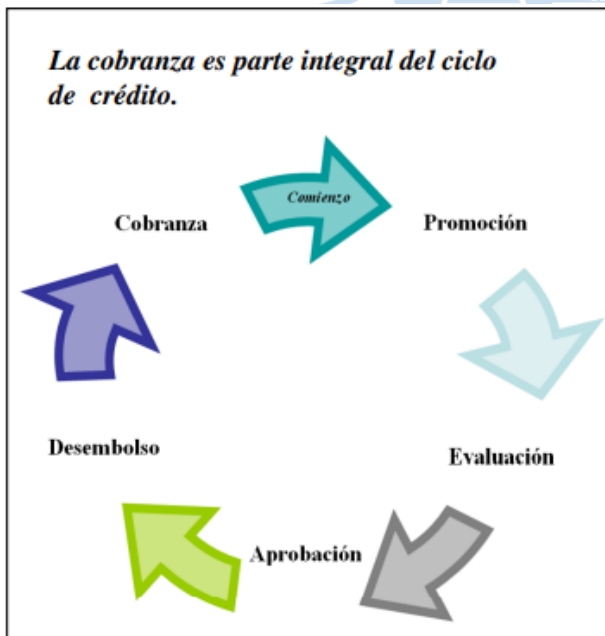 La cobranza es parte integral del ciclo
de crédito.
Comienzo
Cobranza
Promoción
Desembolso
Evaluación
Aprobación